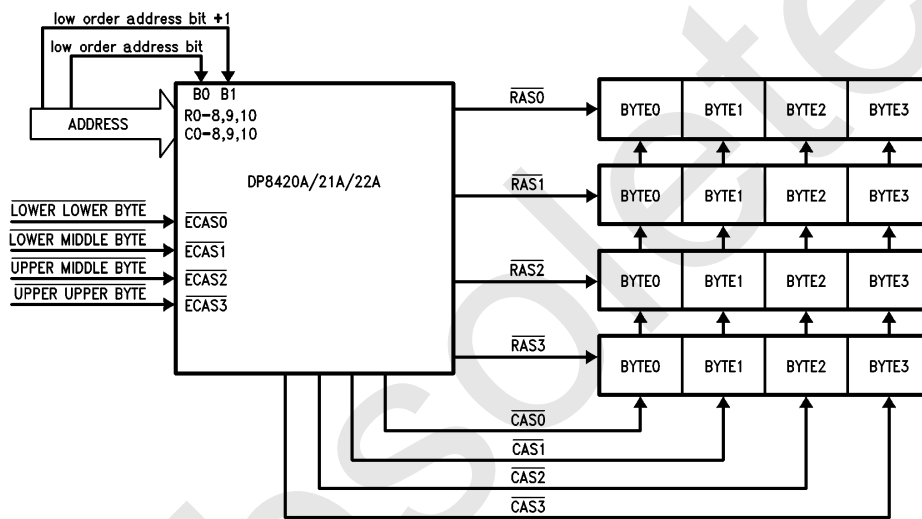 low order address bit +1
low order address bit
B0 B1
ADDRESS
R0-8,9,10
C0-8,9,10
DP8420A/21A/22A
LOWER LOWER BYTE
LOWER MIDDLE BYTE
UPPER MIDDLE BYTE
UPPER UPPER BYTE
ECAS0
ECAS1
ECAS2
ECAS3
RAS0
BYTE0 BYTE1 BYTE2 BYTE3
RAS1
BYTE0 BYTE1 BYTE2 BYTE3
RAS2
BYTE0 BYTE1 BYTE2 BYTE3
RAS3
BYTE0 BYTE1 BYTE2 BYTE3
CAS0
CAS1
CAS2
CAS3
obsolete